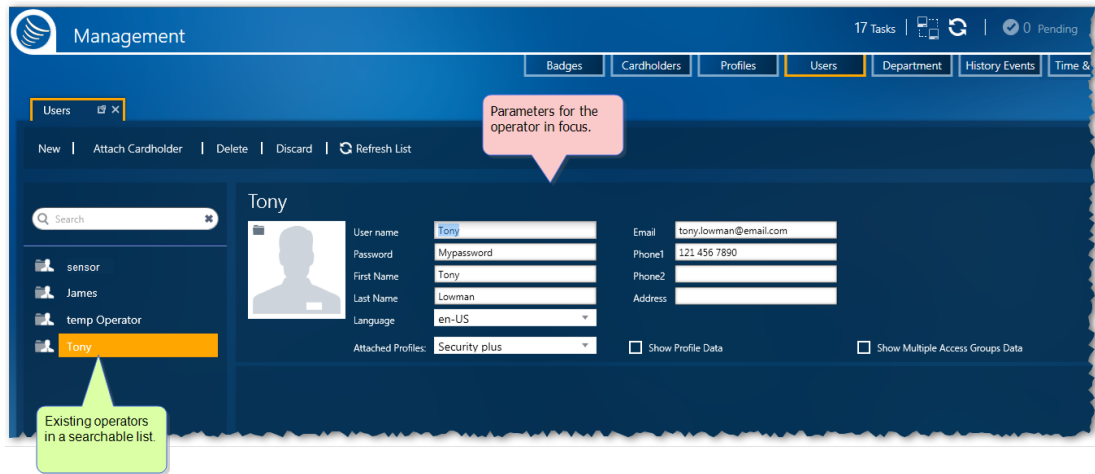 Management
17 Tasks
0 Pending
Badges
Cardholders
Profiles
Users
Department
History Events
Time &
Users
Parameters for the
operator in focus.
New
Attach Cardholder
Delete
Discard
Refresh List
Search
sensor
James
temp Operator
Tony
Existing operators
in a searchable list.
Tony
User name Tony
Password Mypassword
First Name Tony
Last Name Lowman
Language en-US
Attached Profiles: Security plus
Email tony.lowman@email.com
Phone1 121 456 7890
Phone2
Address
Show Profile Data
Show Multiple Access Groups Data